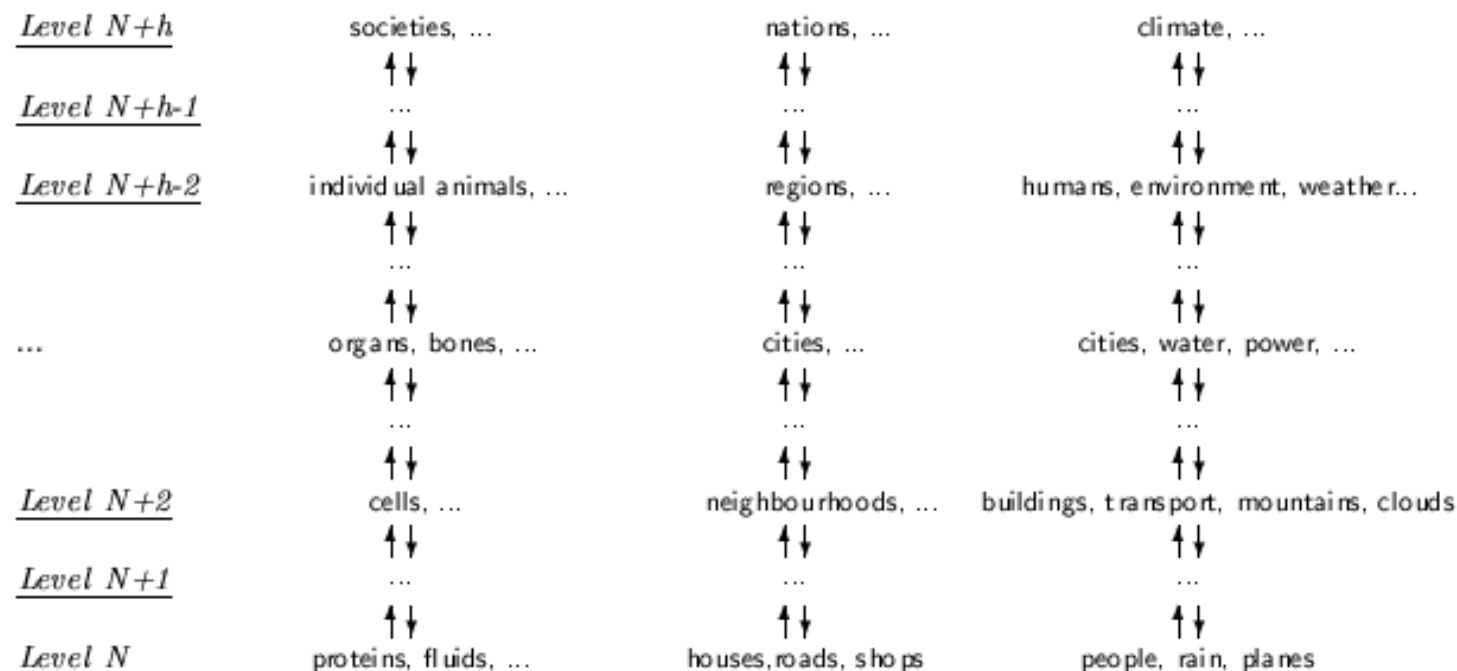 Level N+h societies, ... nations, ... climate, ...
Level N+h-1 ... ... ...
Level N+h-2 individual animals, ... regions, ... humans, environment, weather...
... ... ...
... organs, bones, ... cities, ... cities, water, power, ...
... ... ...
Level N+2 cells, ... neighbourhoods, ... buildings, transport, mountains, clouds
Level N+1 ... ... ...
Level N proteins, fluids, ... houses,roads, shops people, rain, planes